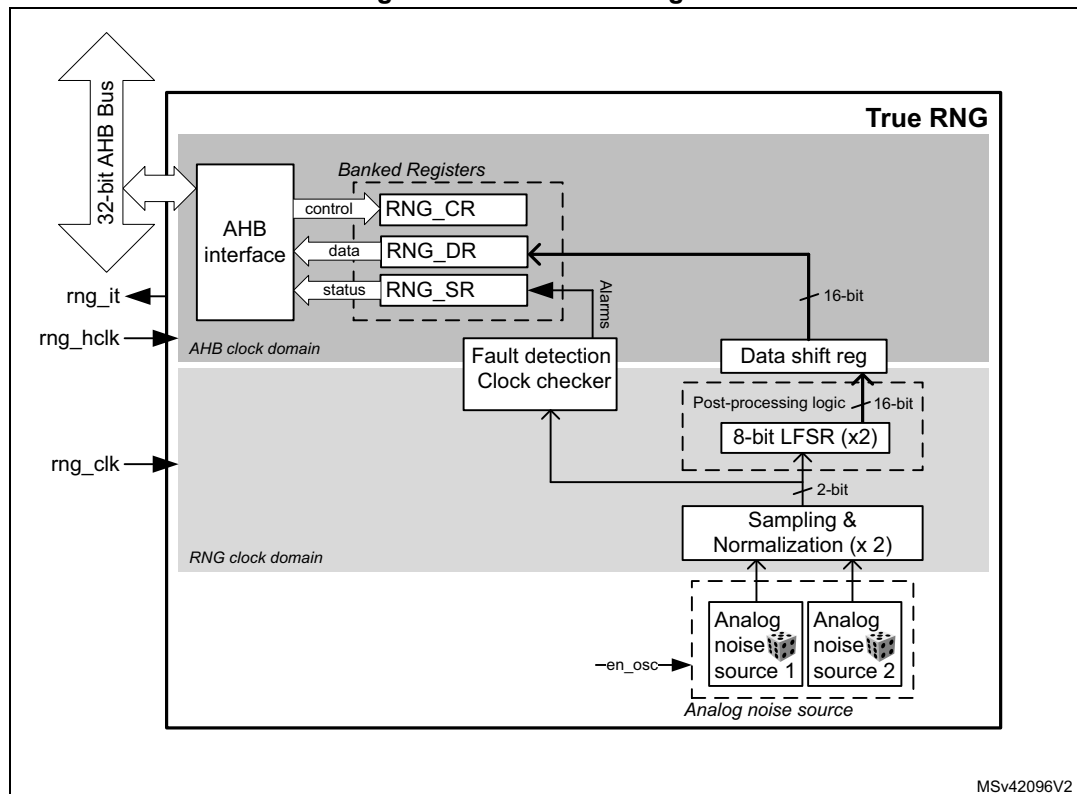 True RNG
32-bit AHB Bus
Banked Registers
AHB
interface
control
RNG_CR
data
RNG_DR
status
RNG_SR
Alarms
16-bit
rng_it
rng_hclk
AHB clock domain
Fault detection
Clock checker
Data shift reg
Post-processing logic
16-bit
8-bit LFSR (x2)
rng_clk
2-bit
Sampling &
Normalization (x 2)
RNG clock domain
Analog
noise
source 1
Analog
noise
source 2
en_osc
Analog noise source
MSv42096V2